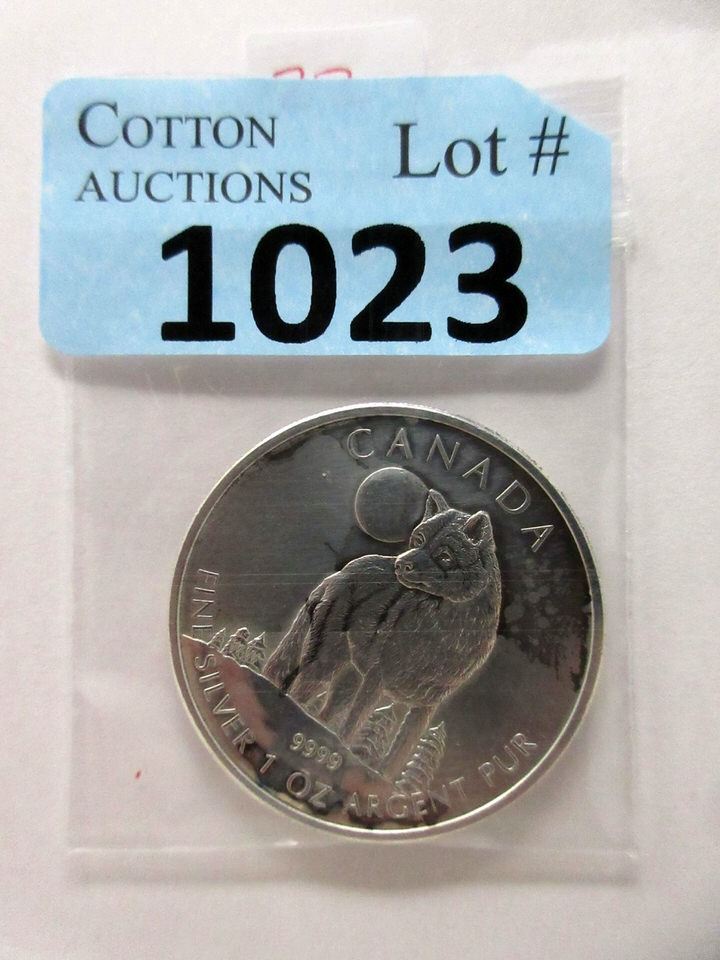 COTTON
AUCTIONS
Lot #
1023
CANADA
9999
FINE SILVER 1 OZ ARGENT PUR